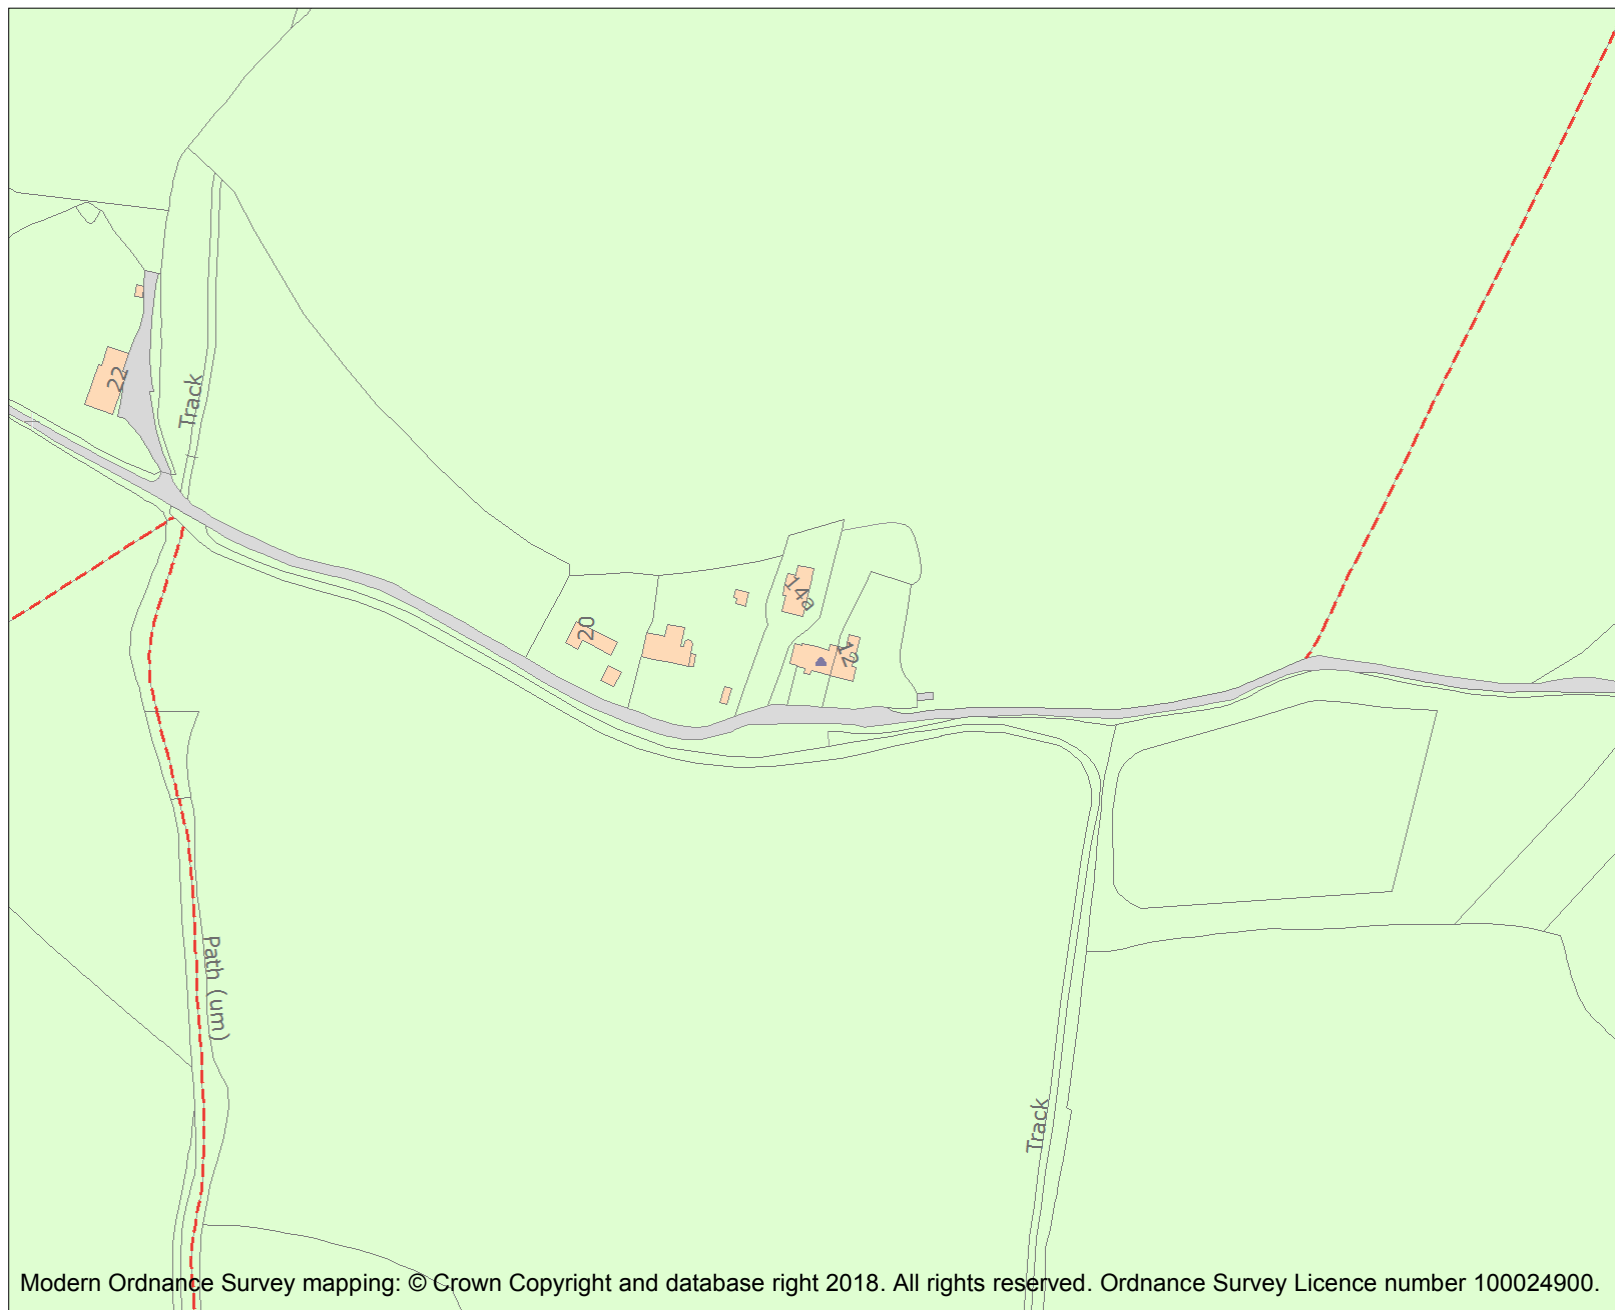 22
Track
14a
20
12
Path (um)
Track
Modern Ordnance Survey mapping: © Crown Copyright and database right 2018. All rights reserved. Ordnance Survey Licence number 100024900.